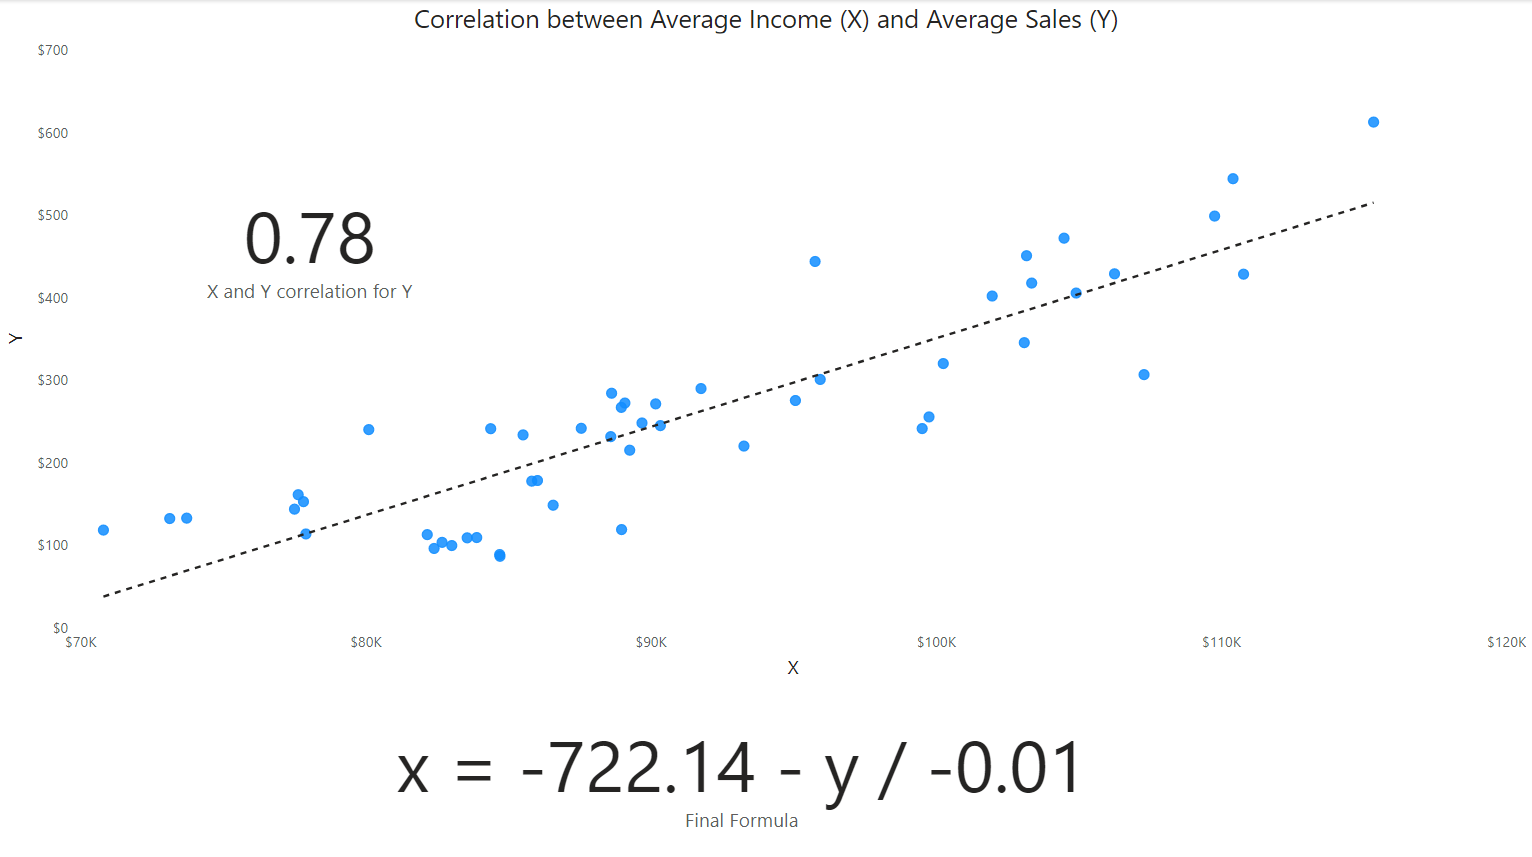 Correlation between Average Income (X) and Average Sales (Y)
$700
$600
$500
$400
$300
$200
$100
$0
Y
0.78
X and Y correlation for Y
$70K $80K $90K $100K $110K $120K
X
x = -722.14 - y / -0.01
Final Formula